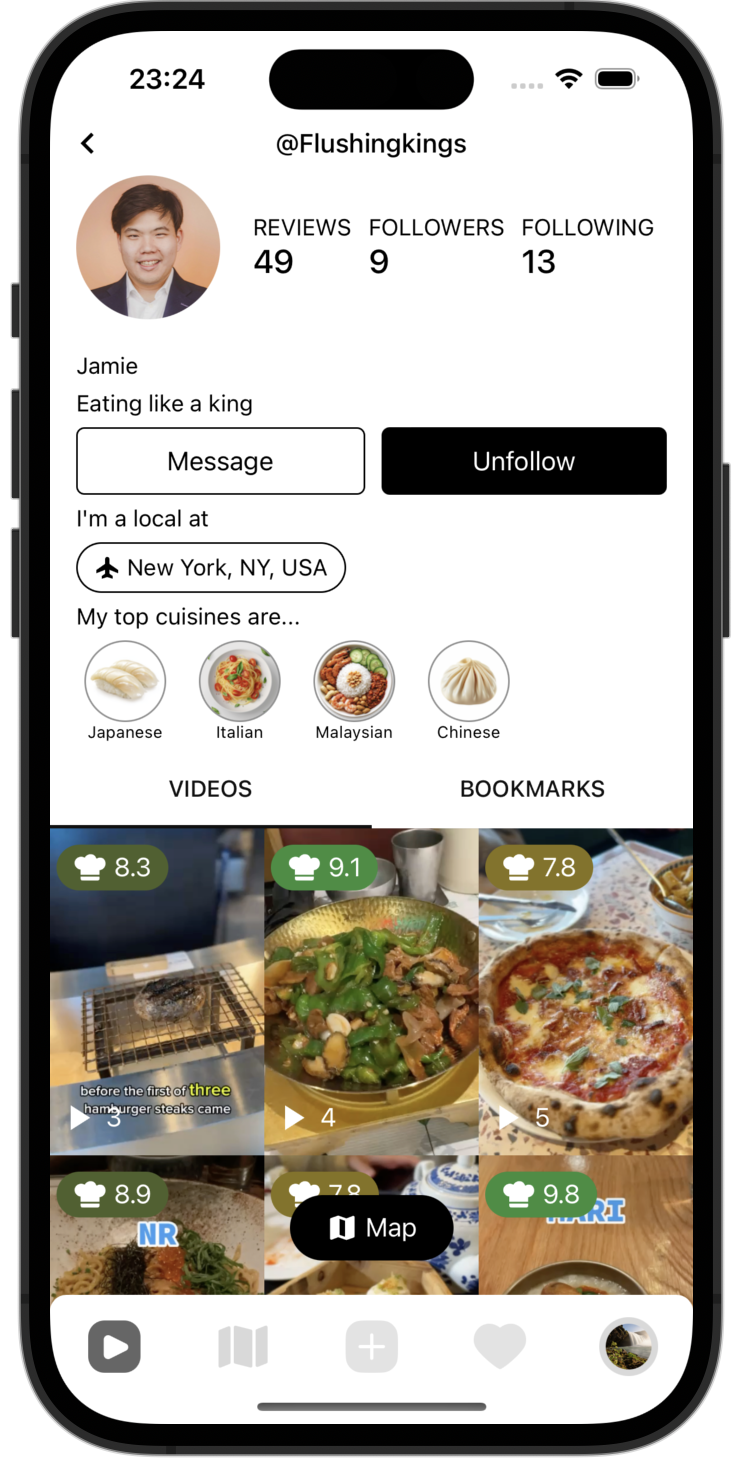 23:24
@Flushingkings
REVIEWS FOLLOWERS FOLLOWING
49 9 13
Jamie
Eating like a king
Message Unfollow
I'm a local at
New York, NY, USA
My top cuisines are...
Japanese Italian Malaysian Chinese
VIDEOS BOOKMARKS
8.3 9.1 7.8
before the first of three
hamburger steaks came
3 4 5
8.9 7.8 9.8
NR
Map